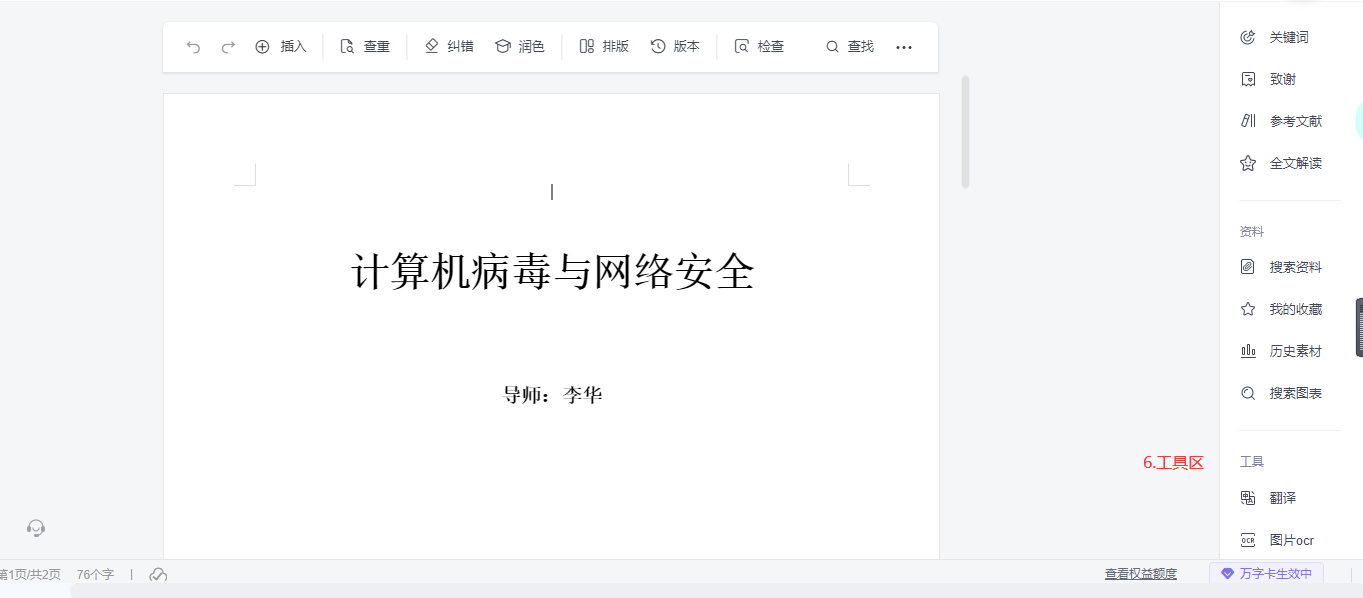 插入 查重 纠错 润色 排版 版本 检查 查找
计算机病毒与网络安全
导师：李华
关键词
致谢
参考文献
全文解读
资料
搜索资料
我的收藏
历史素材
搜索图表
6.工具区
工具
翻译
OCR 图片ocr
第1页/共2页 76个字 查看权益额度 万字卡生效中